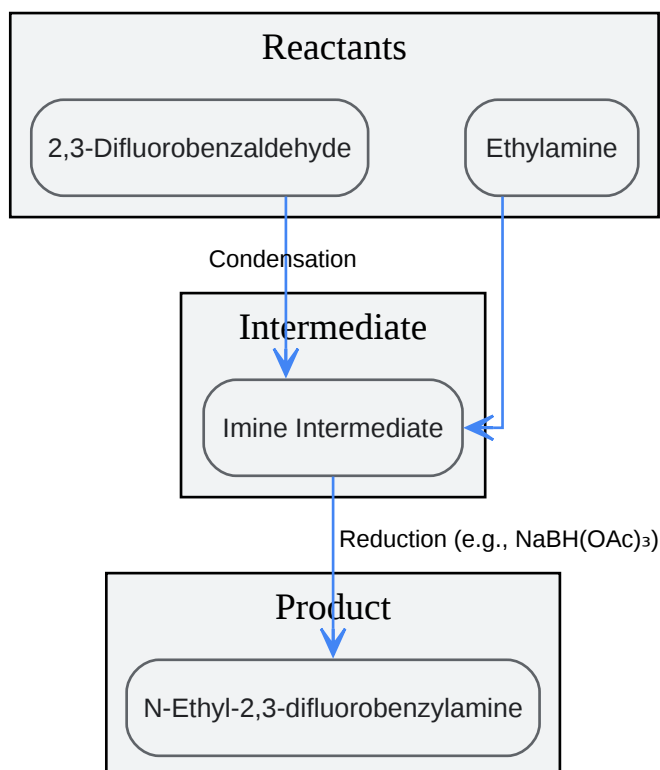 Reactants
2,3-Difluorobenzaldehyde
Ethylamine
Condensation
Intermediate
Imine Intermediate
Reduction (e.g., NaBH(OAc)₃)
Product
N-Ethyl-2,3-difluorobenzylamine